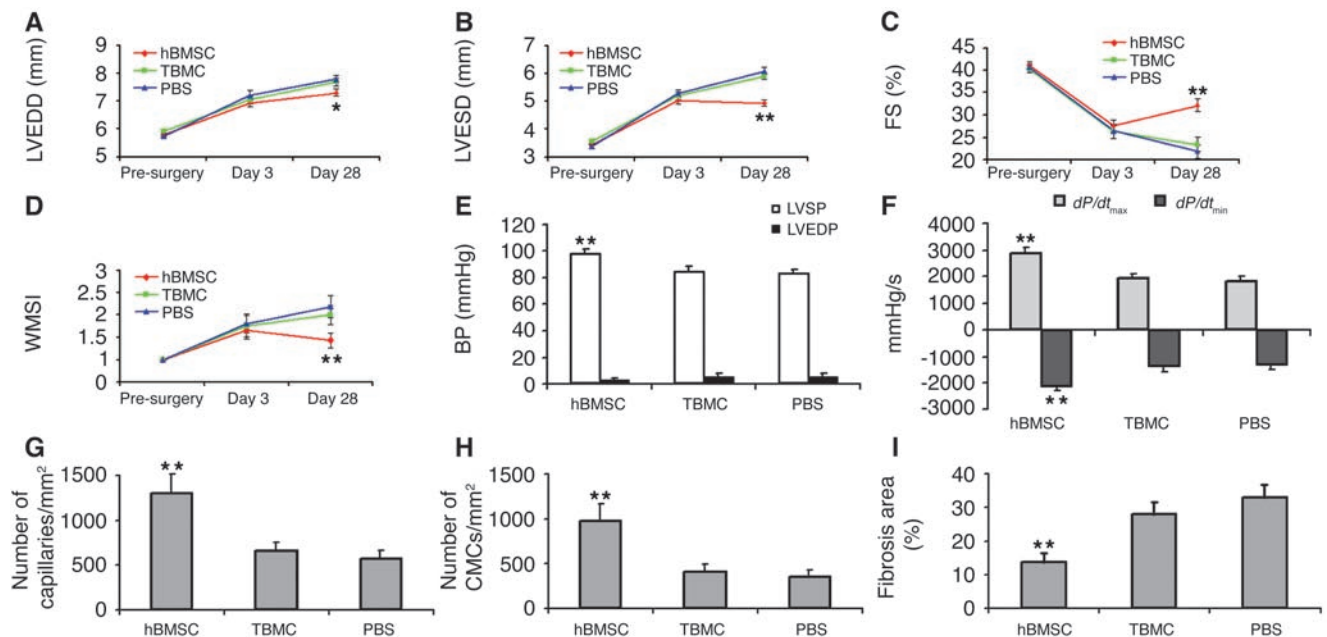 A
LVEDD (mm)
9
8
7
6
5
hBMSC
TBMC
PBS
*
Pre-surgery Day 3 Day 28
B
LVESD (mm)
8
7
6
5
4
3
hBMSC
TBMC
PBS
**
Pre-surgery Day 3 Day 28
C
FS (%)
45
40
35
30
25
20
hBMSC
TBMC
PBS
**
Pre-surgery Day 3 Day 28
D
WMSI
3
2.5
2
1.5
1
0
hBMSC
TBMC
PBS
**
Pre-surgery Day 3 Day 28
E
BP (mmHg)
120
100
80
60
40
20
0
LVSP
LVEDP
**
hBMSC TBMC PBS
F
dP/dtmax dP/dtmin
mmHg/s
3000
2000
1000
0
-1000
-2000
-3000
**
**
hBMSC TBMC PBS
G
Number of
capillaries/mm²
1500
1000
500
0
**
hBMSC TBMC PBS
H
Number of
CMCs/mm²
1500
1000
500
0
**
hBMSC TBMC PBS
I
Fibrosis area
(%)
40
30
20
10
0
**
hBMSC TBMC PBS